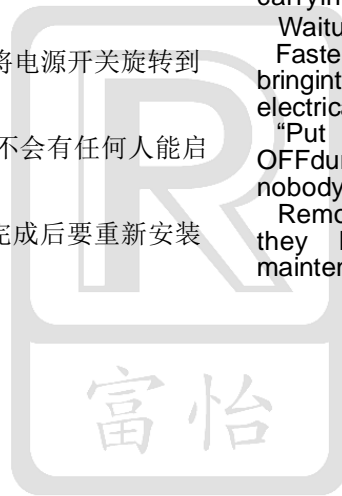 carryin
Waitu
将电源开关旋转到
Faste
bringint
electrica
"Put
不会有任何人能启
OFFdur
nobody
完成后要重新安装
Remo
they
mainter
R
富怡